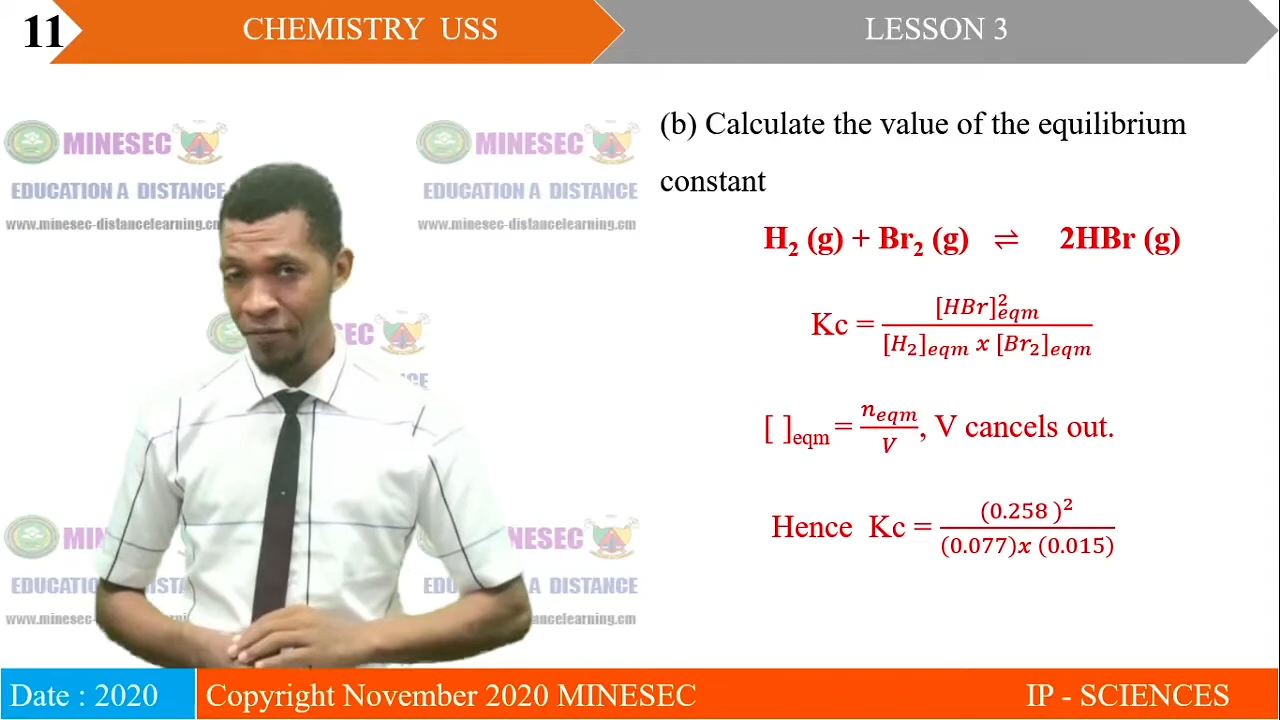 11
CHEMISTRY USS
LESSON 3
MINESEC
EDUCATION A DISTANCE
www.minesec-distancelearning.cm
MINESEC
EDUCATION A DISTANCE
www.minesec-distancelearning.cm
(b) Calculate the value of the equilibrium
constant
H₂ (g) + Br₂ (g) ⇌ 2HBr (g)
Kc = [HBr]²eqm / [H₂]eqm x [Br₂]eqm
[ ]eqm = neqm / V, V cancels out.
Hence Kc = (0.258 )² / (0.077)x (0.015)
Date : 2020
Copyright November 2020 MINESEC
IP - SCIENCES